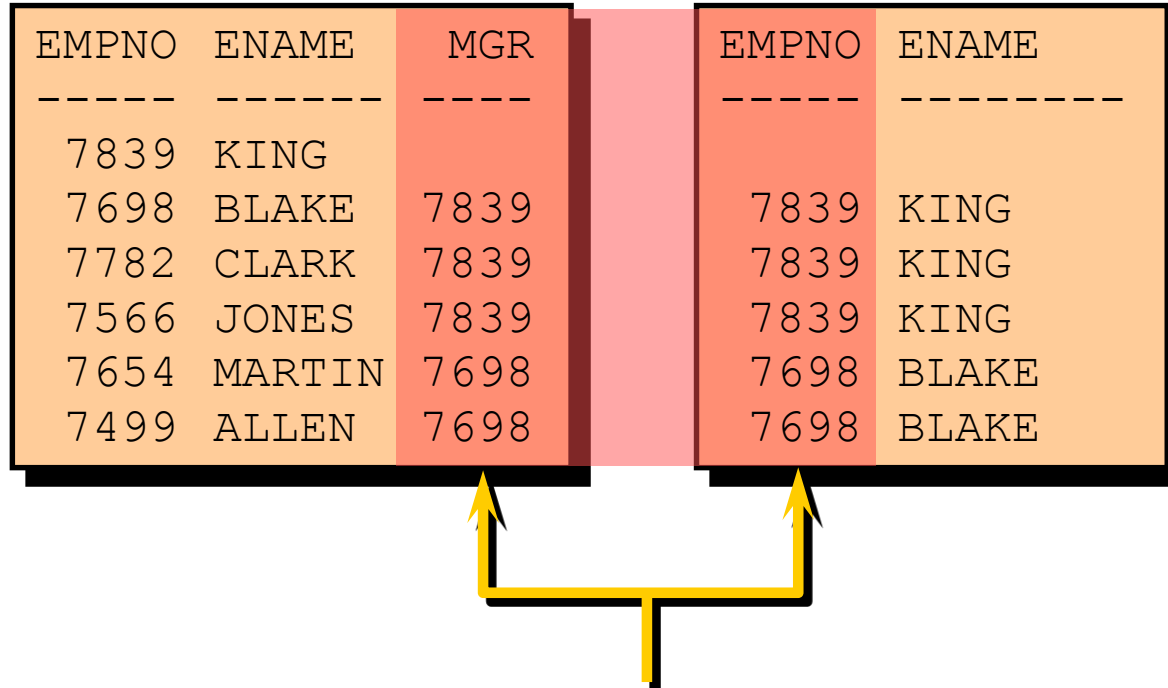 EMPNO ENAME MGR EMPNO ENAME
----- ------ ---- ----- --------
7839 KING
7698 BLAKE 7839 7839 KING
7782 CLARK 7839 7839 KING
7566 JONES 7839 7839 KING
7654 MARTIN 7698 7698 BLAKE
7499 ALLEN 7698 7698 BLAKE